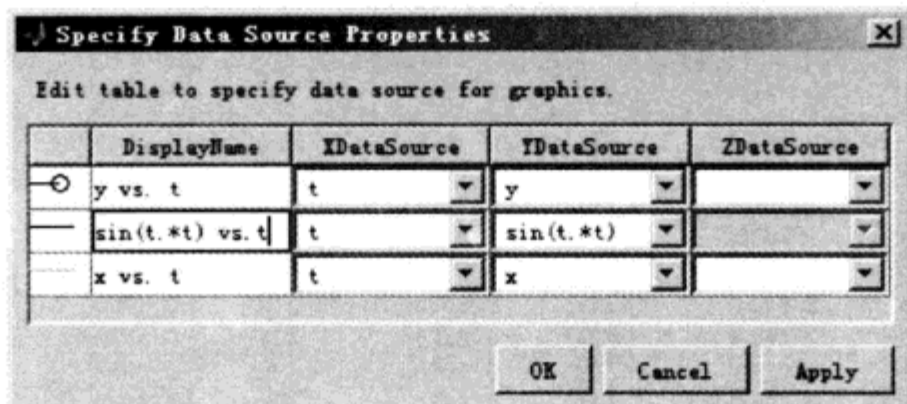 Specify Data Source Properties
Edit table to specify data source for graphics.
DisplayName XDataSource YDataSource ZDataSource
y vs. t t y
sin(t.*t) vs.t t sin(t.*t)
x vs. t t x
OK Cancel Apply